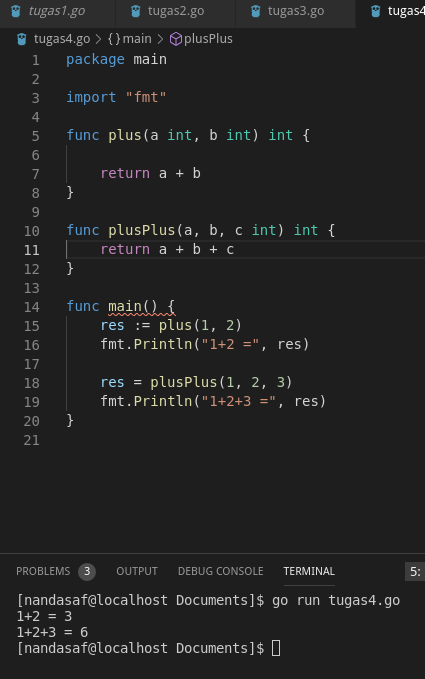 tugas1.go tugas2.go tugas3.go tugas4
tugas4.go > {} main > plusPlus
1 package main
2
3 import "fmt"
4
5 func plus(a int, b int) int {
6
7     return a + b
8 }
9
10 func plusPlus(a, b, c int) int {
11     return a + b + c
12 }
13
14 func main() {
15     res := plus(1, 2)
16     fmt.Println("1+2 =", res)
17
18     res = plusPlus(1, 2, 3)
19     fmt.Println("1+2+3 =", res)
20 }
21
PROBLEMS 3 OUTPUT DEBUG CONSOLE TERMINAL 5:
[nandasaf@localhost Documents]$ go run tugas4.go
1+2 = 3
1+2+3 = 6
[nandasaf@localhost Documents]$